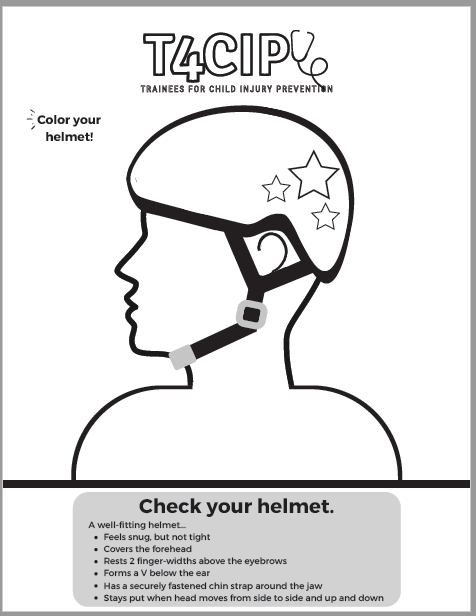 T4CIP
TRAINEES FOR CHILD INJURY PREVENTION
Color your
helmet!
Check your helmet.
A well-fitting helmet...
• Feels snug, but not tight
• Covers the forehead
• Rests 2 finger-widths above the eyebrows
• Forms a V below the ear
• Has a securely fastened chin strap around the jaw
• Stays put when head moves from side to side and up and down